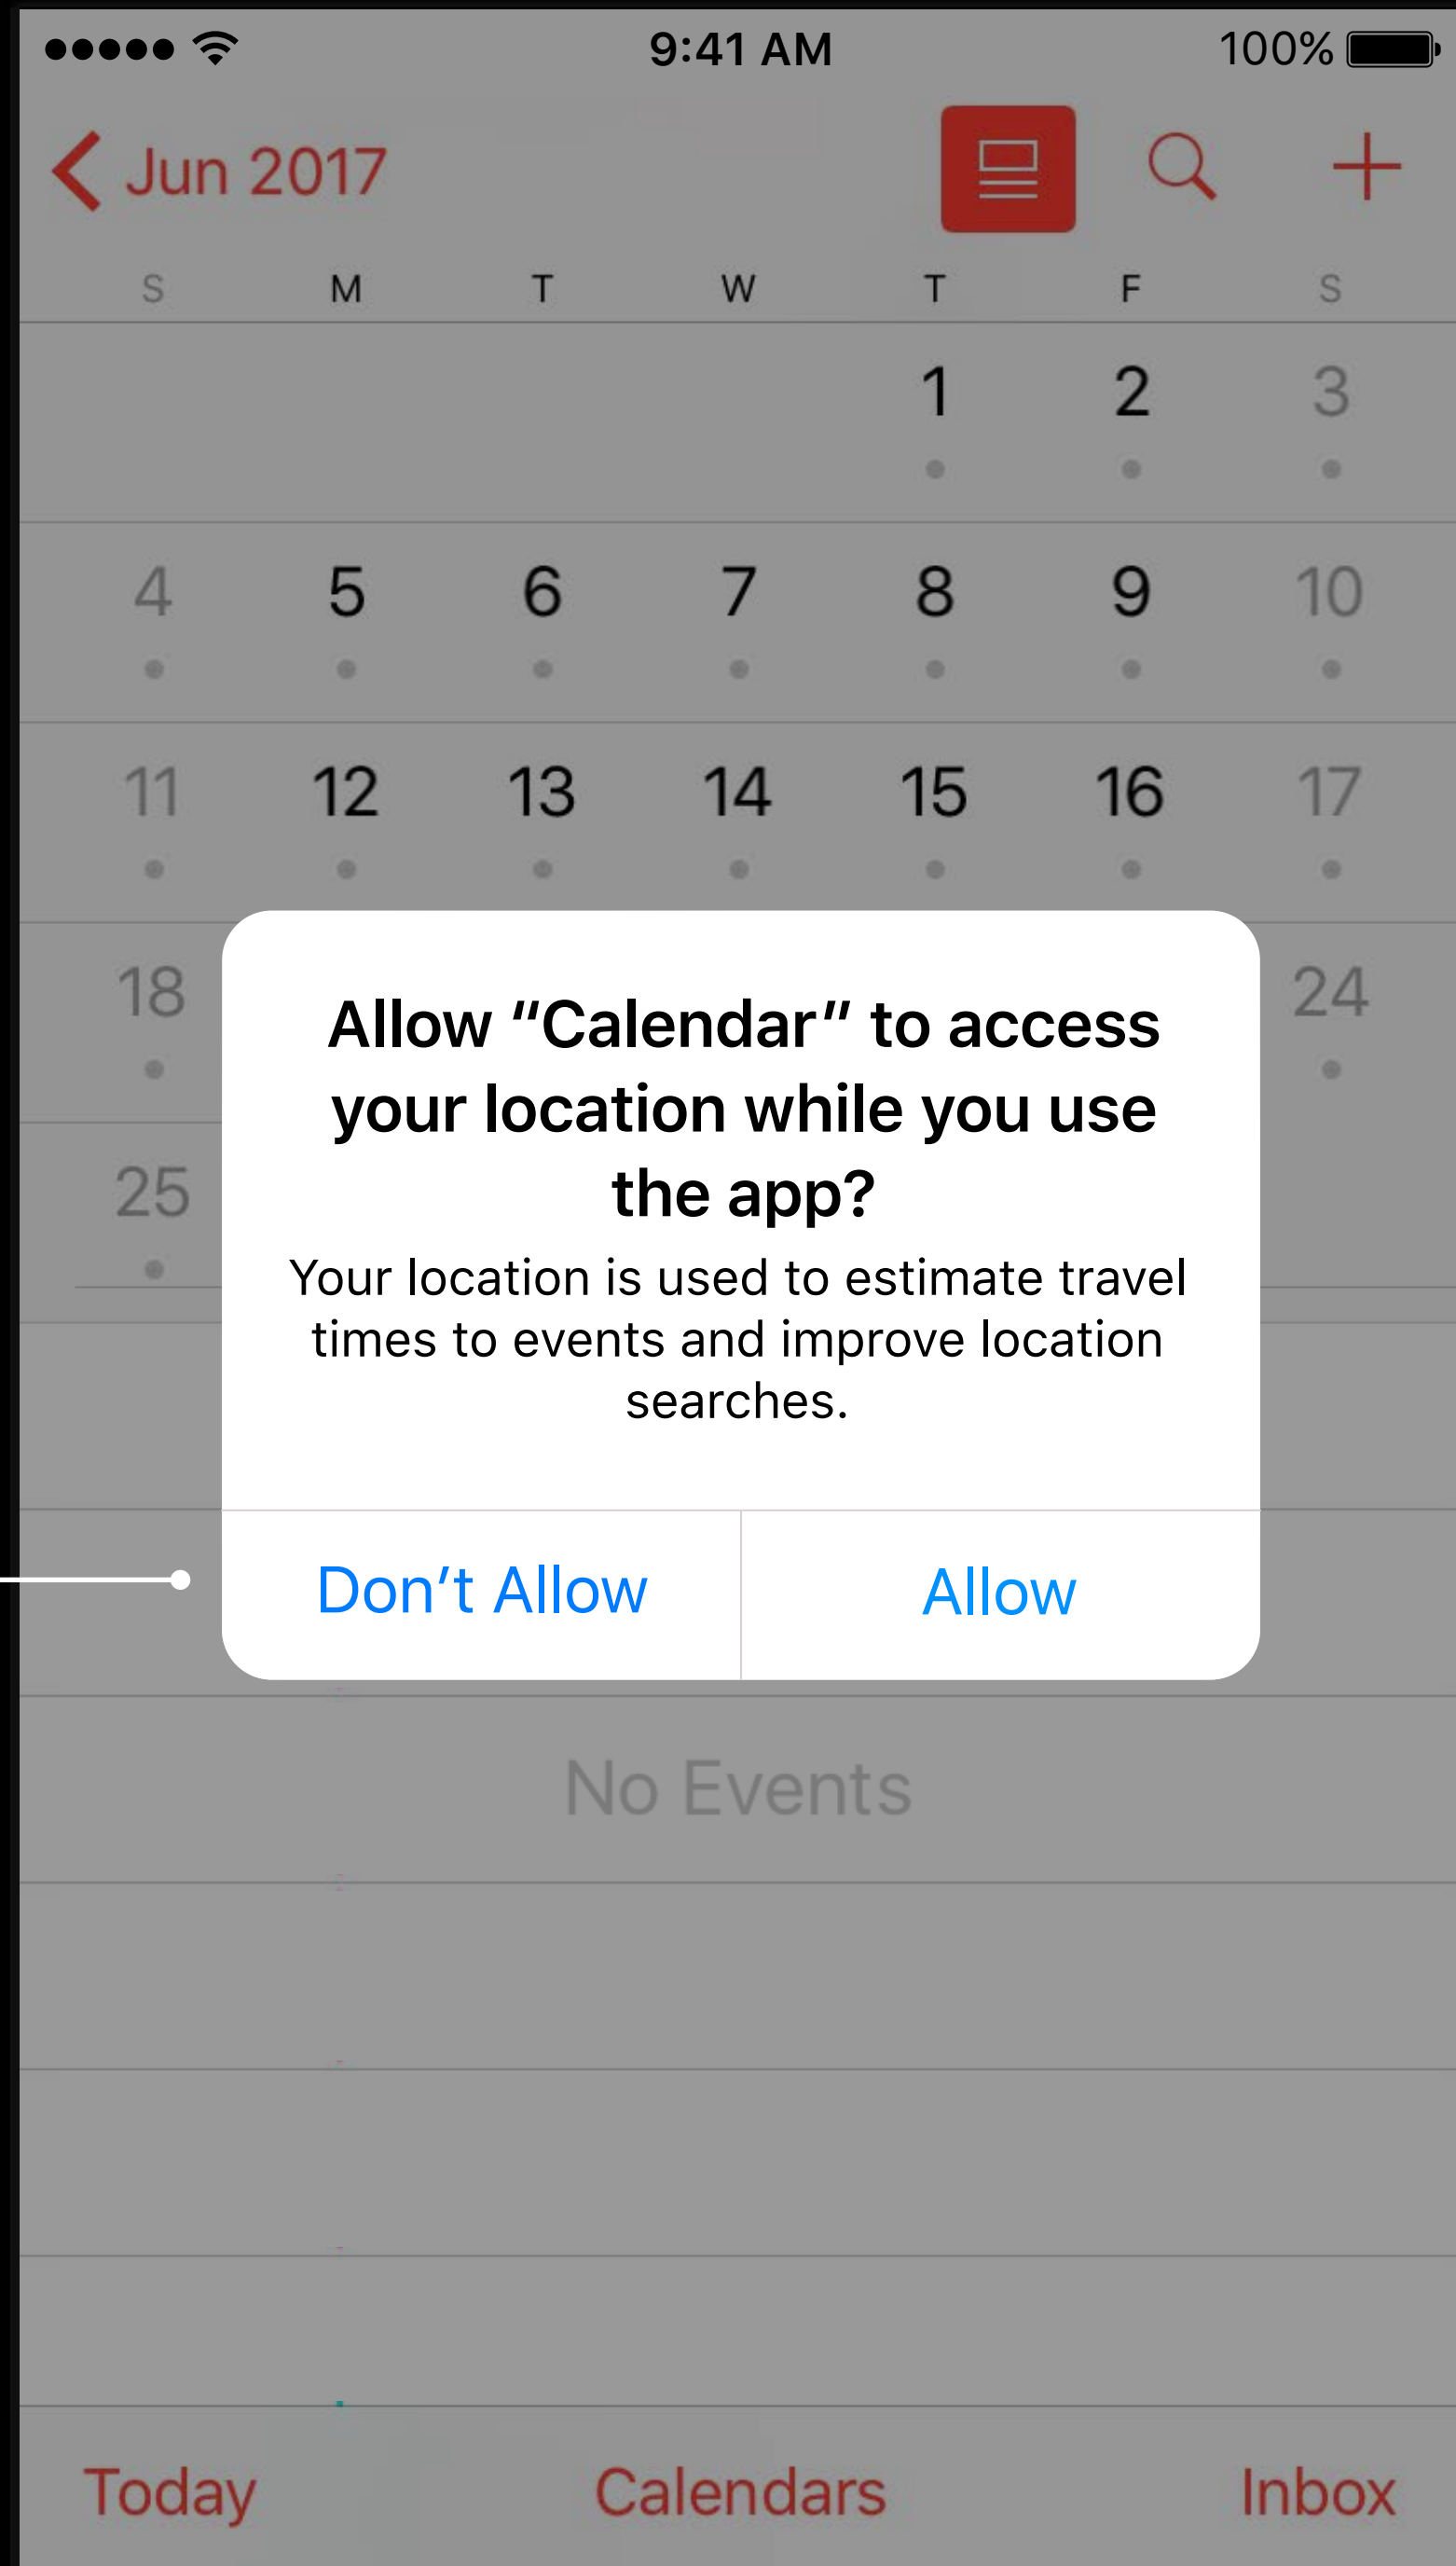 9:41 AM 100%
Jun 2017
S M T W T F S
1 2 3
4 5 6 7 8 9 10
11 12 13 14 15 16 17
18 24
25
Allow “Calendar” to access
your location while you use
the app?
Your location is used to estimate travel
times to events and improve location
searches.
Don’t Allow Allow
No Events
Today Calendars Inbox